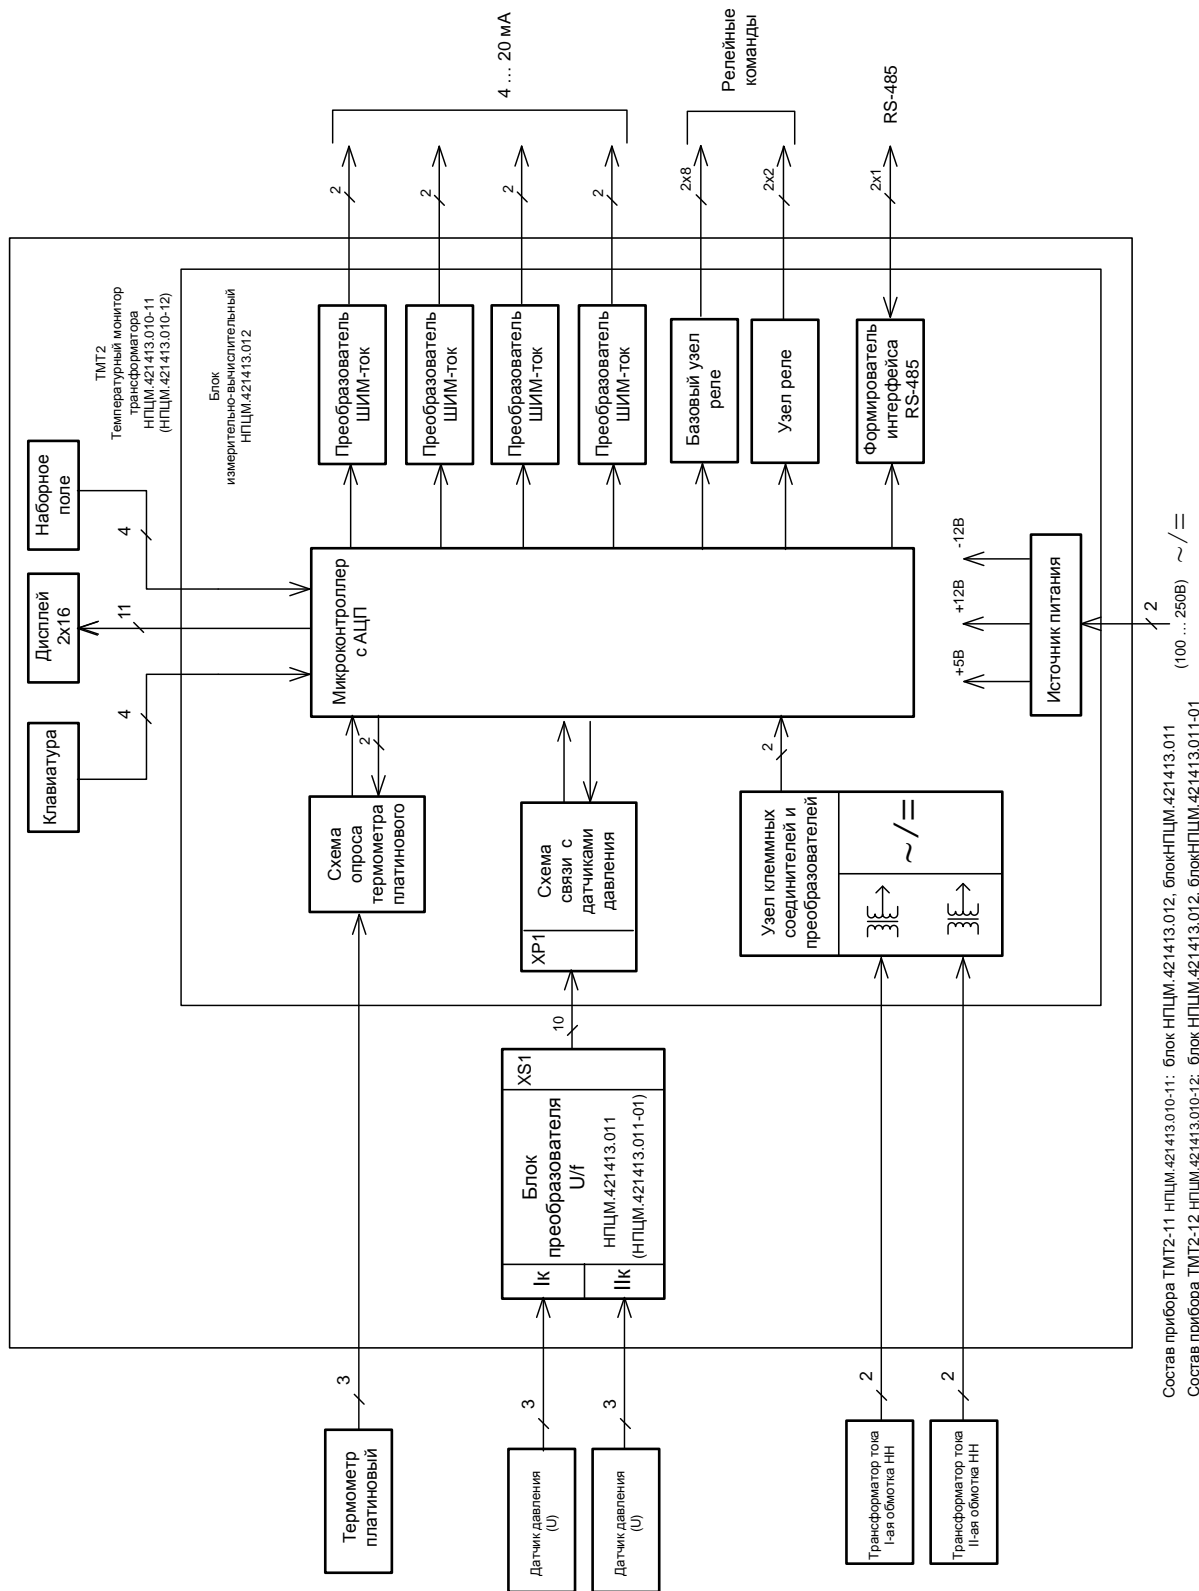 ТМТ2
Температурный монитор
трансформатора
НПЦМ.421413.010-11
(НПЦМ.421413.010-12)
Блок
измерительно-вычислительный
НПЦМ.421413.012
Клавиатура
4
Дисплей
2x16
11
Наборное
поле
4
Термометр
платиновый
3
Схема
опроса
термометра
платинового
2
Датчик давления
(U)
3
Датчик давления
(U)
3
Iк
IIк
Блок
преобразователя
U/f
НПЦМ.421413.011
(НПЦМ.421413.011-01)
XS1
10
XP1
Схема
связи с
датчиками
давления
Трансформатор тока
I-ая обмотка НН
2
Трансформатор тока
II-ая обмотка НН
2
Узел клеммных
соединителей и
преобразователей
~/=
2
Микроконтроллер
с АЦП
Преобразователь
ШИМ-ток
2
Преобразователь
ШИМ-ток
2
Преобразователь
ШИМ-ток
2
Преобразователь
ШИМ-ток
2
4 ... 20 мА
Базовый узел
реле
2x8
Узел реле
2x2
Релейные
команды
Формирователь
интерфейса
RS-485
2x1
RS-485
+5В
+12В
-12В
Источник питания
2
(100 ... 250В) ~/=
Состав прибора ТМТ2-11 НПЦМ.421413.010-11: блок НПЦМ.421413.012, блокНПЦМ.421413.011
Состав прибора ТМТ2-12 НПЦМ.421413.010-12: блок НПЦМ.421413.012, блокНПЦМ.421413.011-01